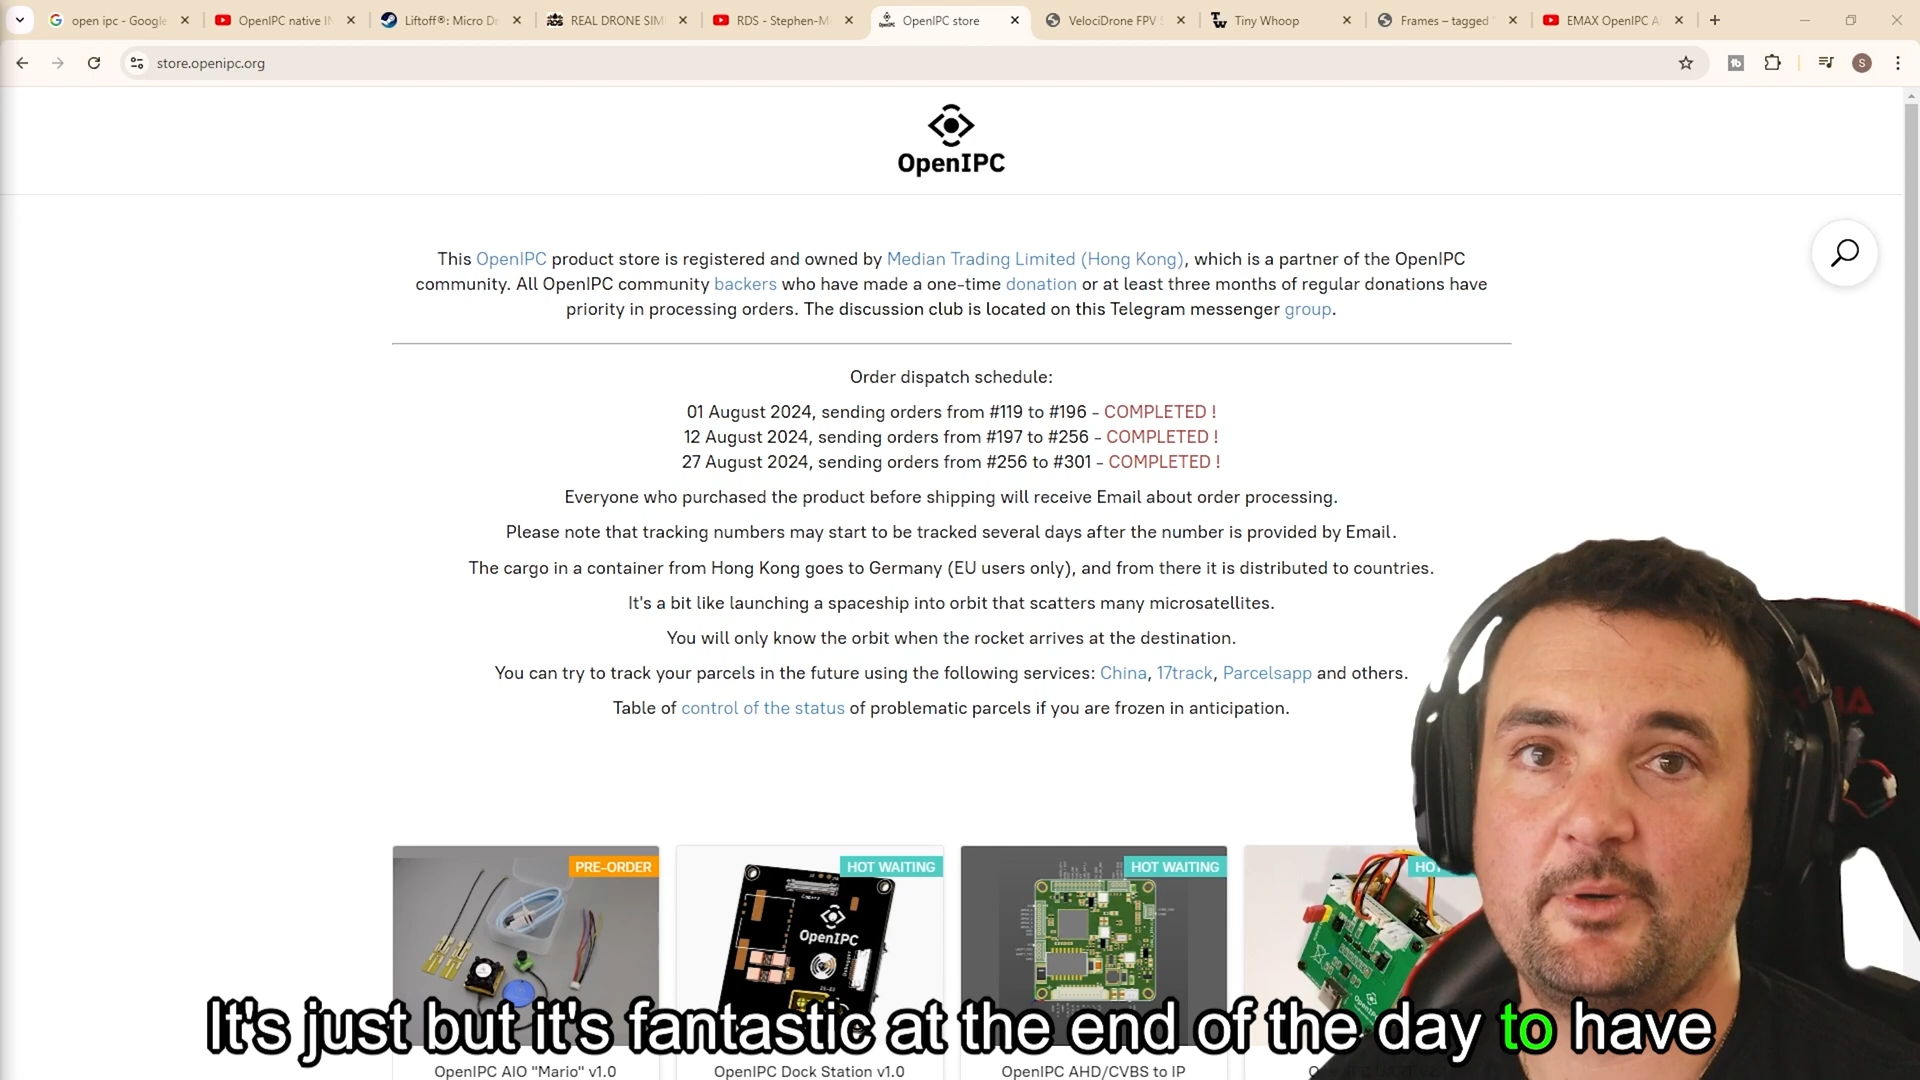 open ipc - Google
OpenIPC native IN
Liftoff®: Micro Dr
REAL DRONE SIM
RDS - Stephen-M
OpenIPC store
VelociDrone FPV S
Tiny Whoop
Frames – tagged
EMAX OpenIPC A
store.openipc.org
S
OpenIPC
This OpenIPC product store is registered and owned by Median Trading Limited (Hong Kong), which is a partner of the OpenIPC
community. All OpenIPC community backers who have made a one-time donation or at least three months of regular donations have
priority in processing orders. The discussion club is located on this Telegram messenger group.
Order dispatch schedule:
01 August 2024, sending orders from #119 to #196 - COMPLETED !
12 August 2024, sending orders from #197 to #256 - COMPLETED !
27 August 2024, sending orders from #256 to #301 - COMPLETED !
Everyone who purchased the product before shipping will receive Email about order processing.
Please note that tracking numbers may start to be tracked several days after the number is provided by Email.
The cargo in a container from Hong Kong goes to Germany (EU users only), and from there it is distributed to countries.
It's a bit like launching a spaceship into orbit that scatters many microsatellites.
You will only know the orbit when the rocket arrives at the destination.
You can try to track your parcels in the future using the following services: China, 17track, Parcelsapp and others.
Table of control of the status of problematic parcels if you are frozen in anticipation.
PRE-ORDER
HOT WAITING
HOT WAITING
HO
OpenIPC
It's just but it's fantastic at the end of the day to have
OpenIPC AIO "Mario" v1.0
OpenIPC Dock Station v1.0
OpenIPC AHD/CVBS to IP